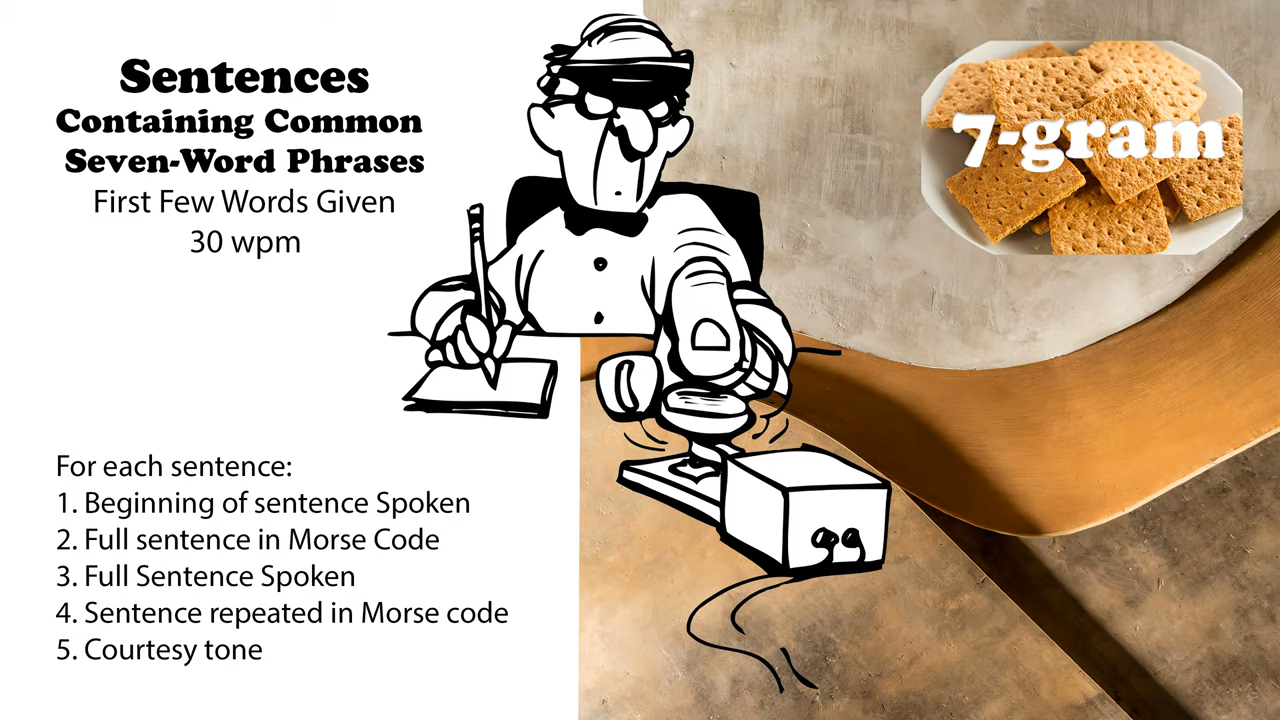 Sentences
Containing Common
Seven-Word Phrases
First Few Words Given
30 wpm
7-gram
For each sentence:
1. Beginning of sentence Spoken
2. Full sentence in Morse Code
3. Full Sentence Spoken
4. Sentence repeated in Morse code
5. Courtesy tone